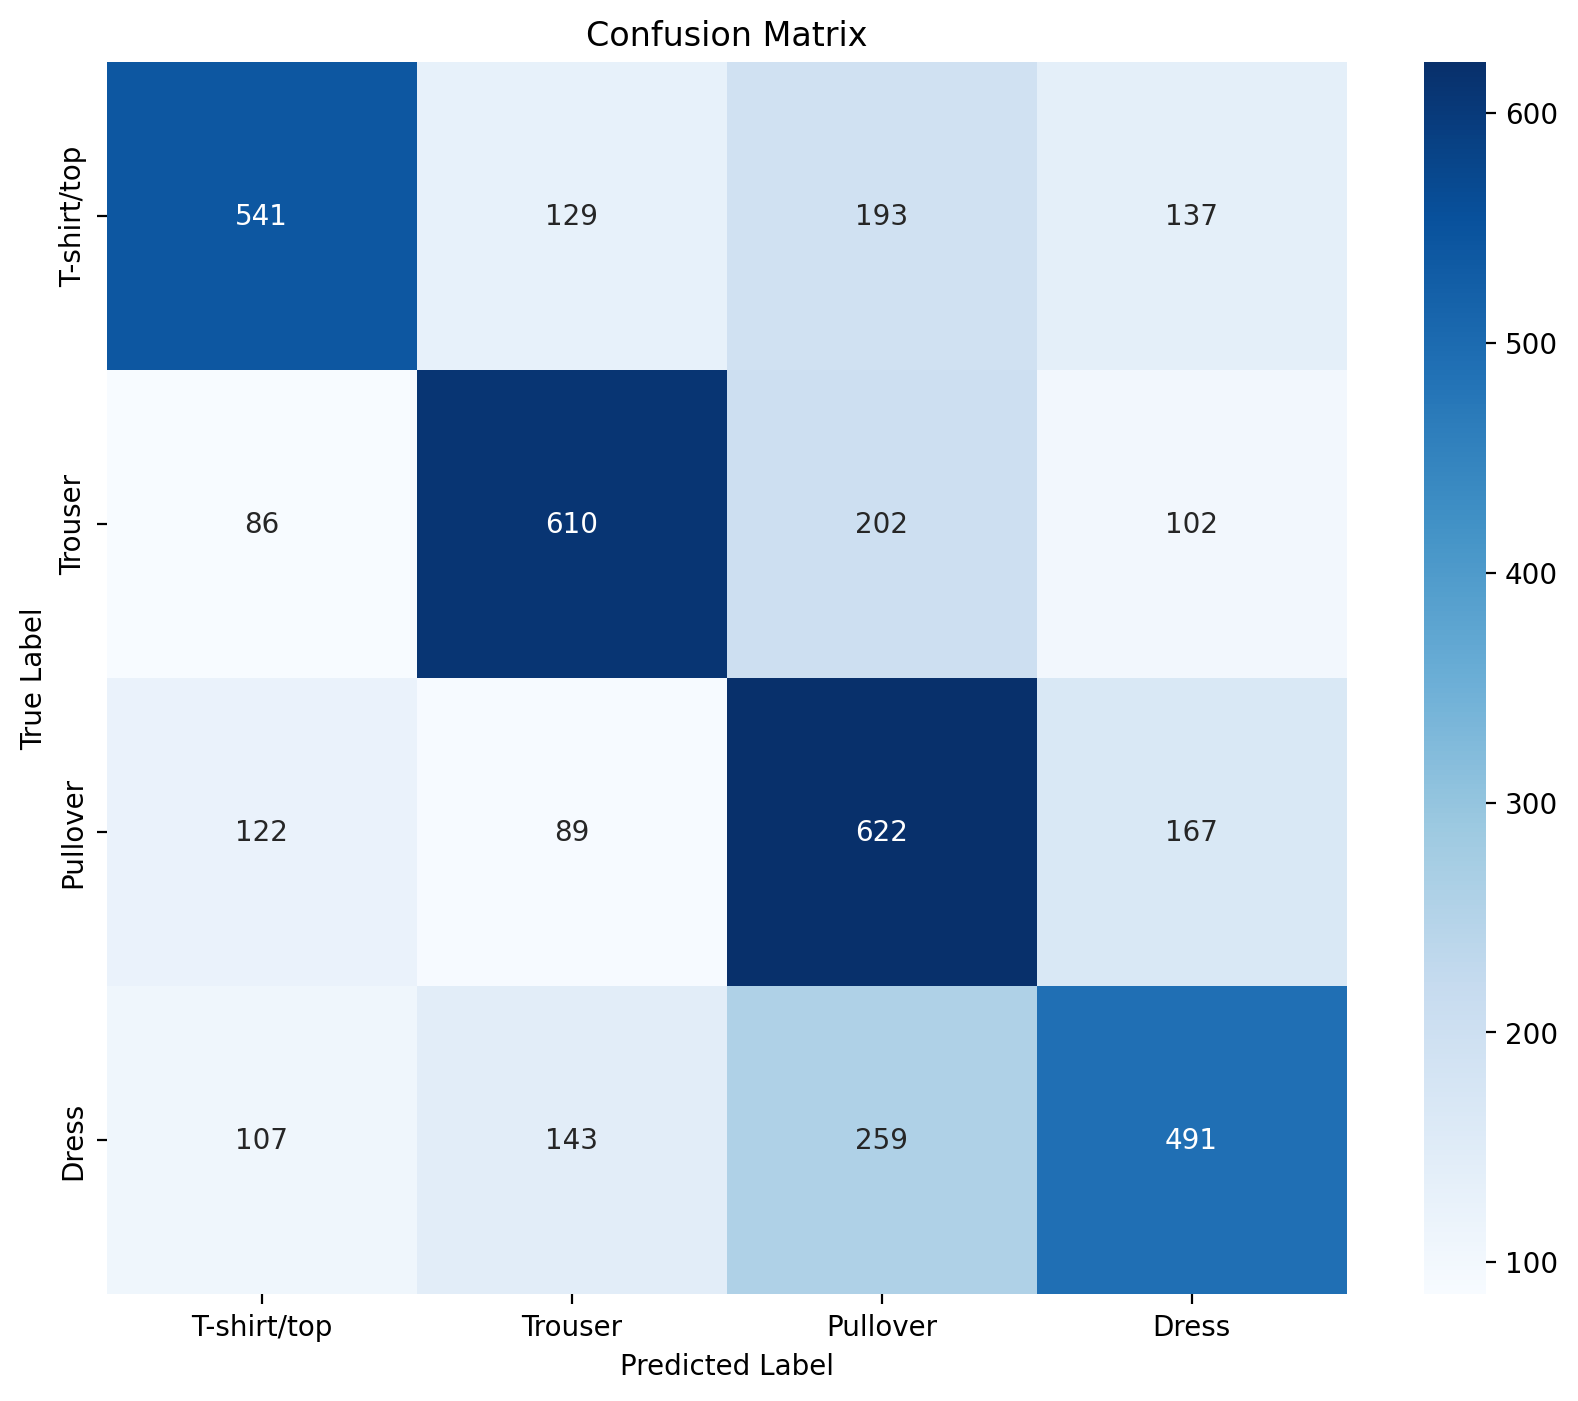 Confusion Matrix
True Label
T-shirt/top
541 129 193 137
Trouser
86 610 202 102
Pullover
122 89 622 167
Dress
107 143 259 491
T-shirt/top Trouser Pullover Dress
Predicted Label
600
500
400
300
200
100